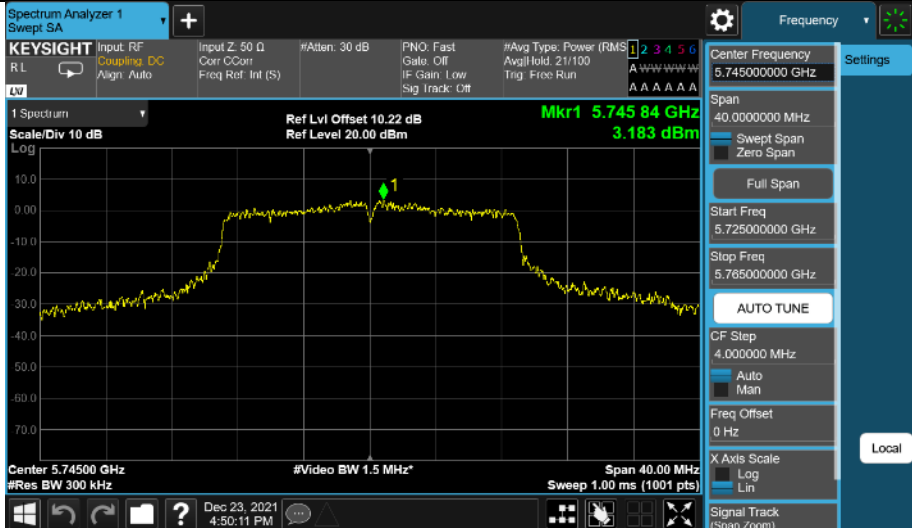 Spectrum Analyzer 1
Swept SA
Frequency
KEYSIGHT
RL
LXI
Input: RF
Coupling: DC
Align: Auto
Input Z: 50 Ω
Corr CCorr
Freq Ref: Int (S)
#Atten: 30 dB
PNO: Fast
Gate: Off
IF Gain: Low
Sig Track: Off
#Avg Type: Power (RMS
Avg|Hold: 21/100
Trig: Free Run
1 2 3 4 5 6
A W W W W W
A A A A A A
1 Spectrum
Scale/Div 10 dB
Log
Ref Lvl Offset 10.22 dB
Ref Level 20.00 dBm
Mkr1 5.745 84 GHz
3.183 dBm
1
10.0
0.00
-10.0
-20.0
-30.0
-40.0
-50.0
-60.0
-70.0
Center 5.74500 GHz
#Res BW 300 kHz
#Video BW 1.5 MHz*
Span 40.00 MHz
Sweep 1.00 ms (1001 pts)
Center Frequency
5.745000000 GHz
Span
40.0000000 MHz
Swept Span
Zero Span
Full Span
Start Freq
5.725000000 GHz
Stop Freq
5.765000000 GHz
AUTO TUNE
CF Step
4.000000 MHz
Auto
Man
Freq Offset
0 Hz
X Axis Scale
Log
Lin
Signal Track
(Span Zoom)
Settings
Local
?
Dec 23, 2021
4:50:11 PM